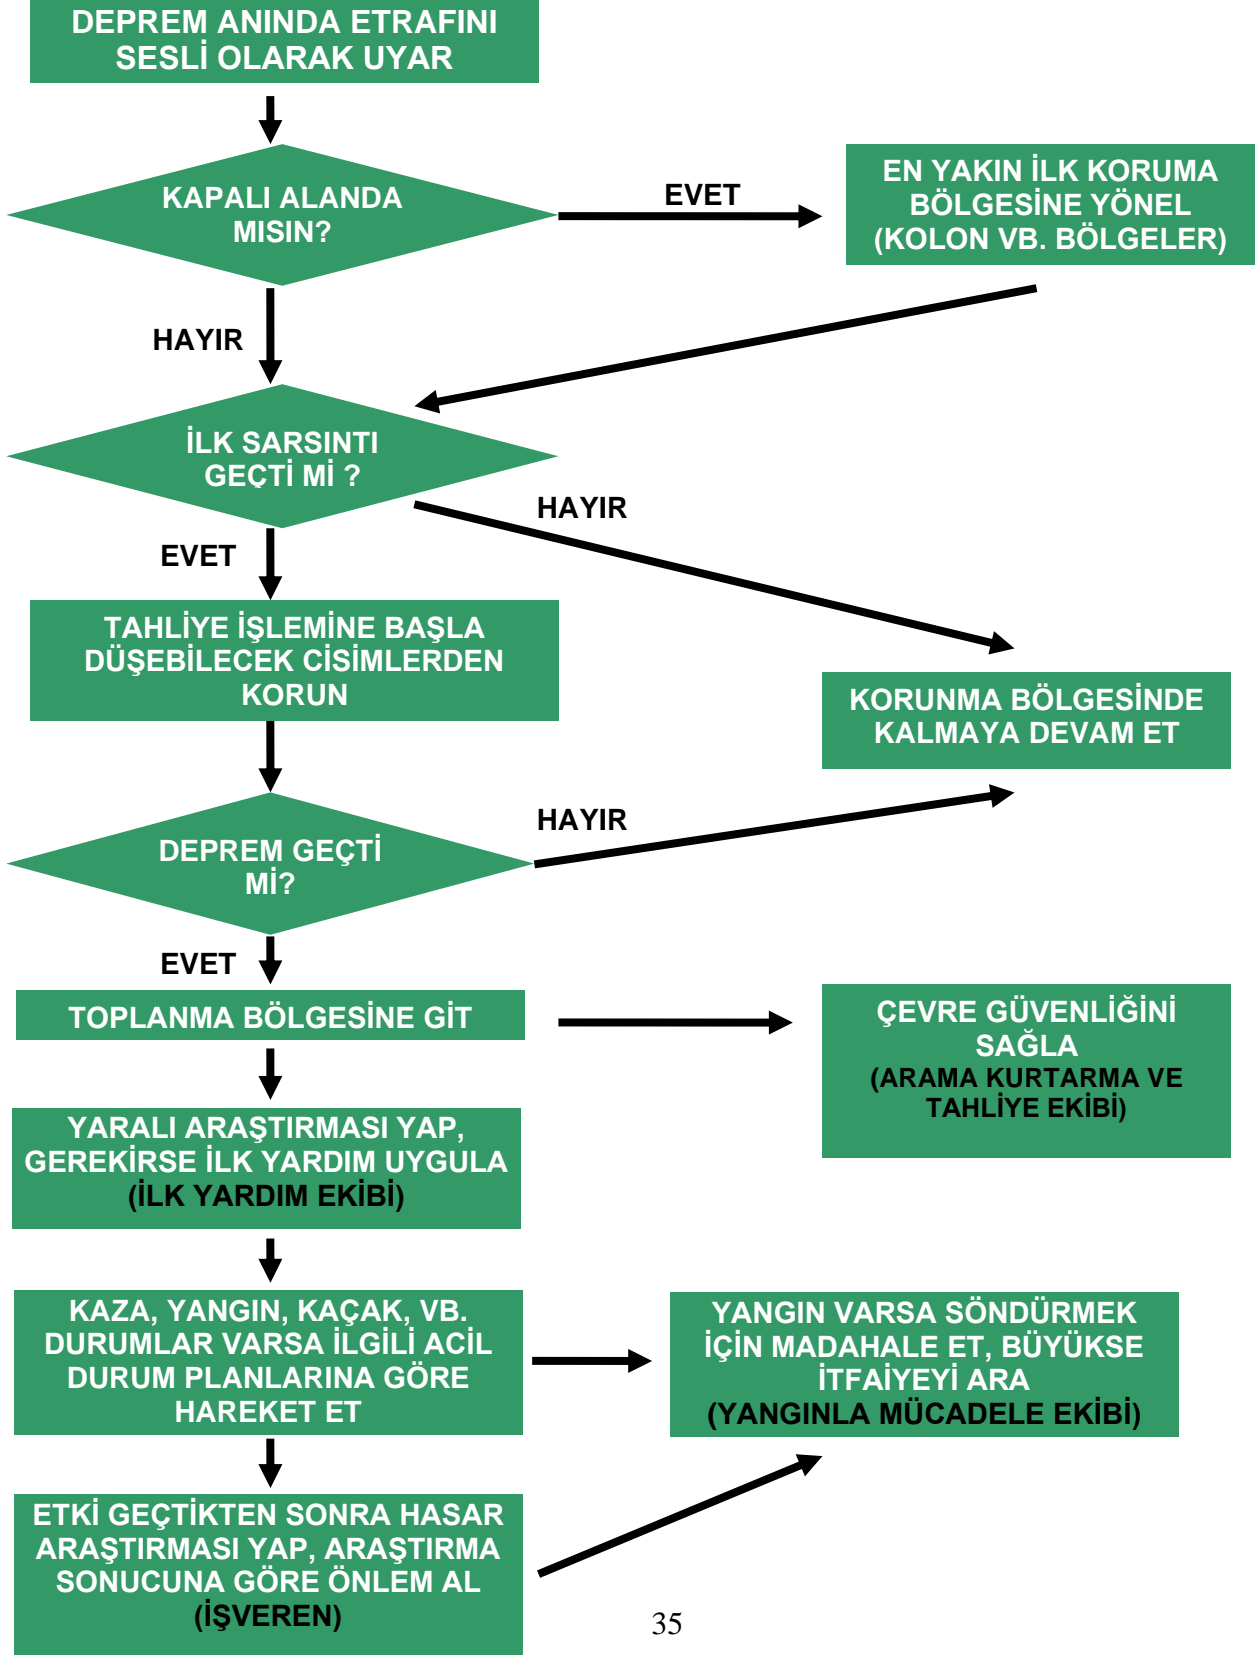 DEPREM ANINDA ETRAFINI
SESLİ OLARAK UYAR
KAPALI ALANDA
MISIN?
EVET
EN YAKIN İLK KORUMA
BÖLGESİNE YÖNEL
(KOLON VB. BÖLGELER)
HAYIR
İLK SARSINTI
GEÇTİ Mİ ?
HAYIR
EVET
TAHLİYE İŞLEMİNE BAŞLA
DÜŞEBİLECEK CİSİMLERDEN
KORUN
KORUNMA BÖLGESİNDE
KALMAYA DEVAM ET
DEPREM GEÇTİ
Mİ?
HAYIR
EVET
TOPLANMA BÖLGESİNE GİT
ÇEVRE GÜVENLİĞİNİ
SAĞLA
(ARAMA KURTARMA VE
TAHLİYE EKİBİ)
YARALI ARAŞTIRMASI YAP,
GEREKİRSE İLK YARDIM UYGULA
(İLK YARDIM EKİBİ)
KAZA, YANGIN, KAÇAK, VB.
DURUMLAR VARSA İLGİLİ ACİL
DURUM PLANLARINA GÖRE
HAREKET ET
YANGIN VARSA SÖNDÜRMEK
İÇİN MADAHALE ET, BÜYÜKSE
İTFAİYEYİ ARA
(YANGINLA MÜCADELE EKİBİ)
ETKİ GEÇTİKTEN SONRA HASAR
ARAŞTIRMASI YAP, ARAŞTIRMA
SONUCUNA GÖRE ÖNLEM AL
(İŞVEREN)
35